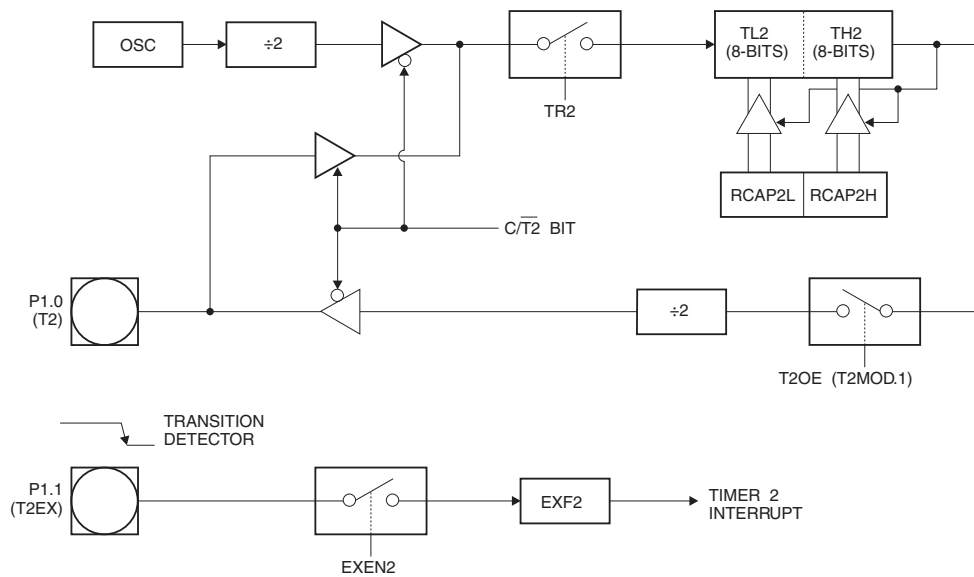 OSC
÷2
TR2
TL2
(8-BITS)
TH2
(8-BITS)
RCAP2L
RCAP2H
C/T̅2̅ BIT
P1.0
(T2)
÷2
T2OE (T2MOD.1)
TRANSITION
DETECTOR
P1.1
(T2EX)
EXEN2
EXF2
TIMER 2
INTERRUPT